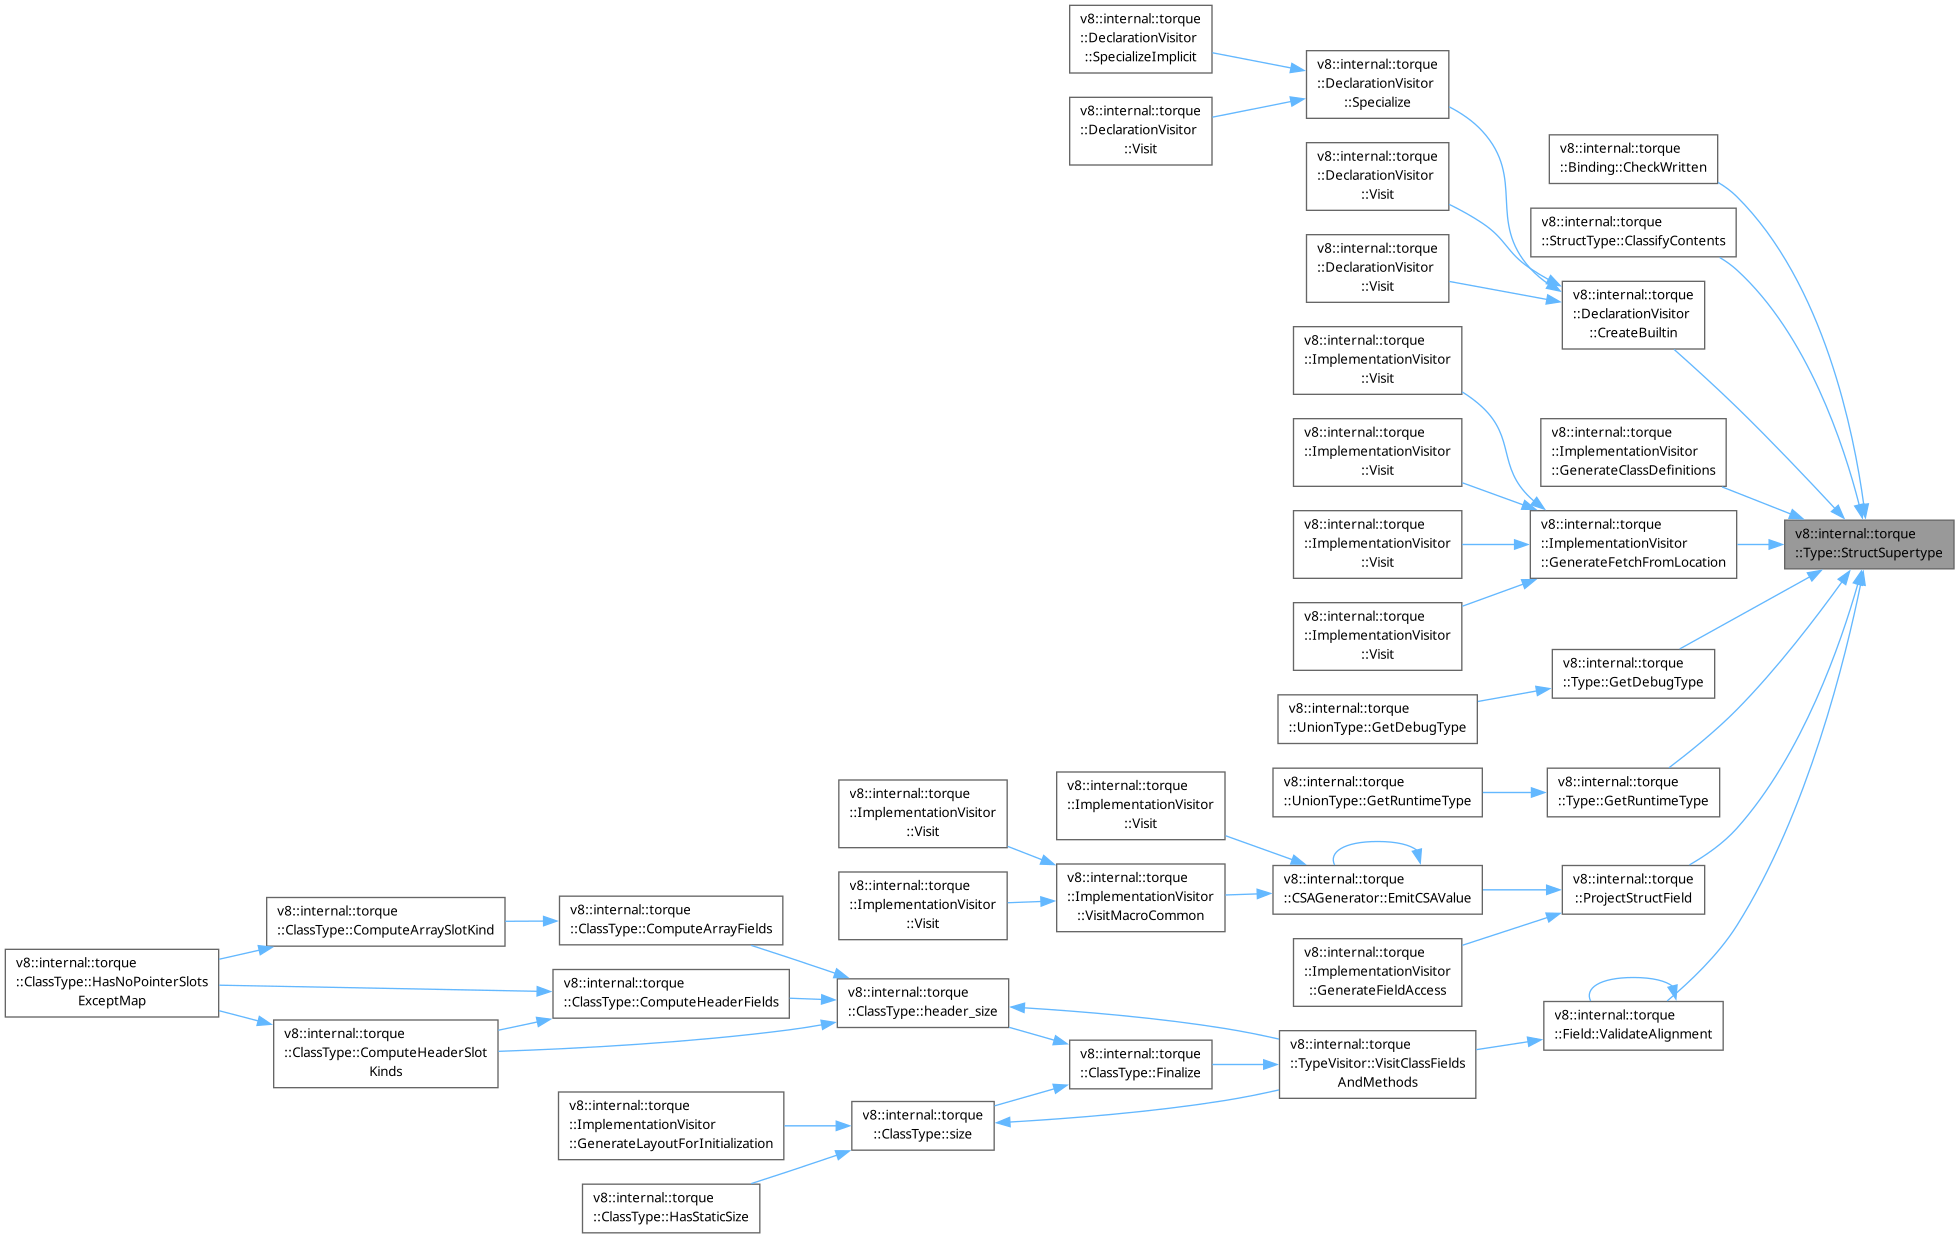 v8::internal::torque
::DeclarationVisitor
::SpecializeImplicit
v8::internal::torque
::DeclarationVisitor
::Visit
v8::internal::torque
::DeclarationVisitor
::Specialize
v8::internal::torque
::DeclarationVisitor
::Visit
v8::internal::torque
::DeclarationVisitor
::Visit
v8::internal::torque
::Binding::CheckWritten
v8::internal::torque
::StructType::ClassifyContents
v8::internal::torque
::DeclarationVisitor
::CreateBuiltin
v8::internal::torque
::ImplementationVisitor
::Visit
v8::internal::torque
::ImplementationVisitor
::Visit
v8::internal::torque
::ImplementationVisitor
::Visit
v8::internal::torque
::ImplementationVisitor
::Visit
v8::internal::torque
::ImplementationVisitor
::GenerateClassDefinitions
v8::internal::torque
::ImplementationVisitor
::GenerateFetchFromLocation
v8::internal::torque
::Type::StructSupertype
v8::internal::torque
::Type::GetDebugType
v8::internal::torque
::UnionType::GetDebugType
v8::internal::torque
::UnionType::GetRuntimeType
v8::internal::torque
::Type::GetRuntimeType
v8::internal::torque
::ImplementationVisitor
::Visit
v8::internal::torque
::ImplementationVisitor
::Visit
v8::internal::torque
::ImplementationVisitor
::Visit
v8::internal::torque
::ImplementationVisitor
::VisitMacroCommon
v8::internal::torque
::CSAGenerator::EmitCSAValue
v8::internal::torque
::ProjectStructField
v8::internal::torque
::ImplementationVisitor
::GenerateFieldAccess
v8::internal::torque
::ClassType::ComputeArraySlotKind
v8::internal::torque
::ClassType::ComputeArrayFields
v8::internal::torque
::ClassType::HasNoPointerSlots
ExceptMap
v8::internal::torque
::ClassType::ComputeHeaderFields
v8::internal::torque
::ClassType::header_size
v8::internal::torque
::ClassType::ComputeHeaderSlot
Kinds
v8::internal::torque
::ClassType::Finalize
v8::internal::torque
::TypeVisitor::VisitClassFields
AndMethods
v8::internal::torque
::Field::ValidateAlignment
v8::internal::torque
::ImplementationVisitor
::GenerateLayoutForInitialization
v8::internal::torque
::ClassType::size
v8::internal::torque
::ClassType::HasStaticSize